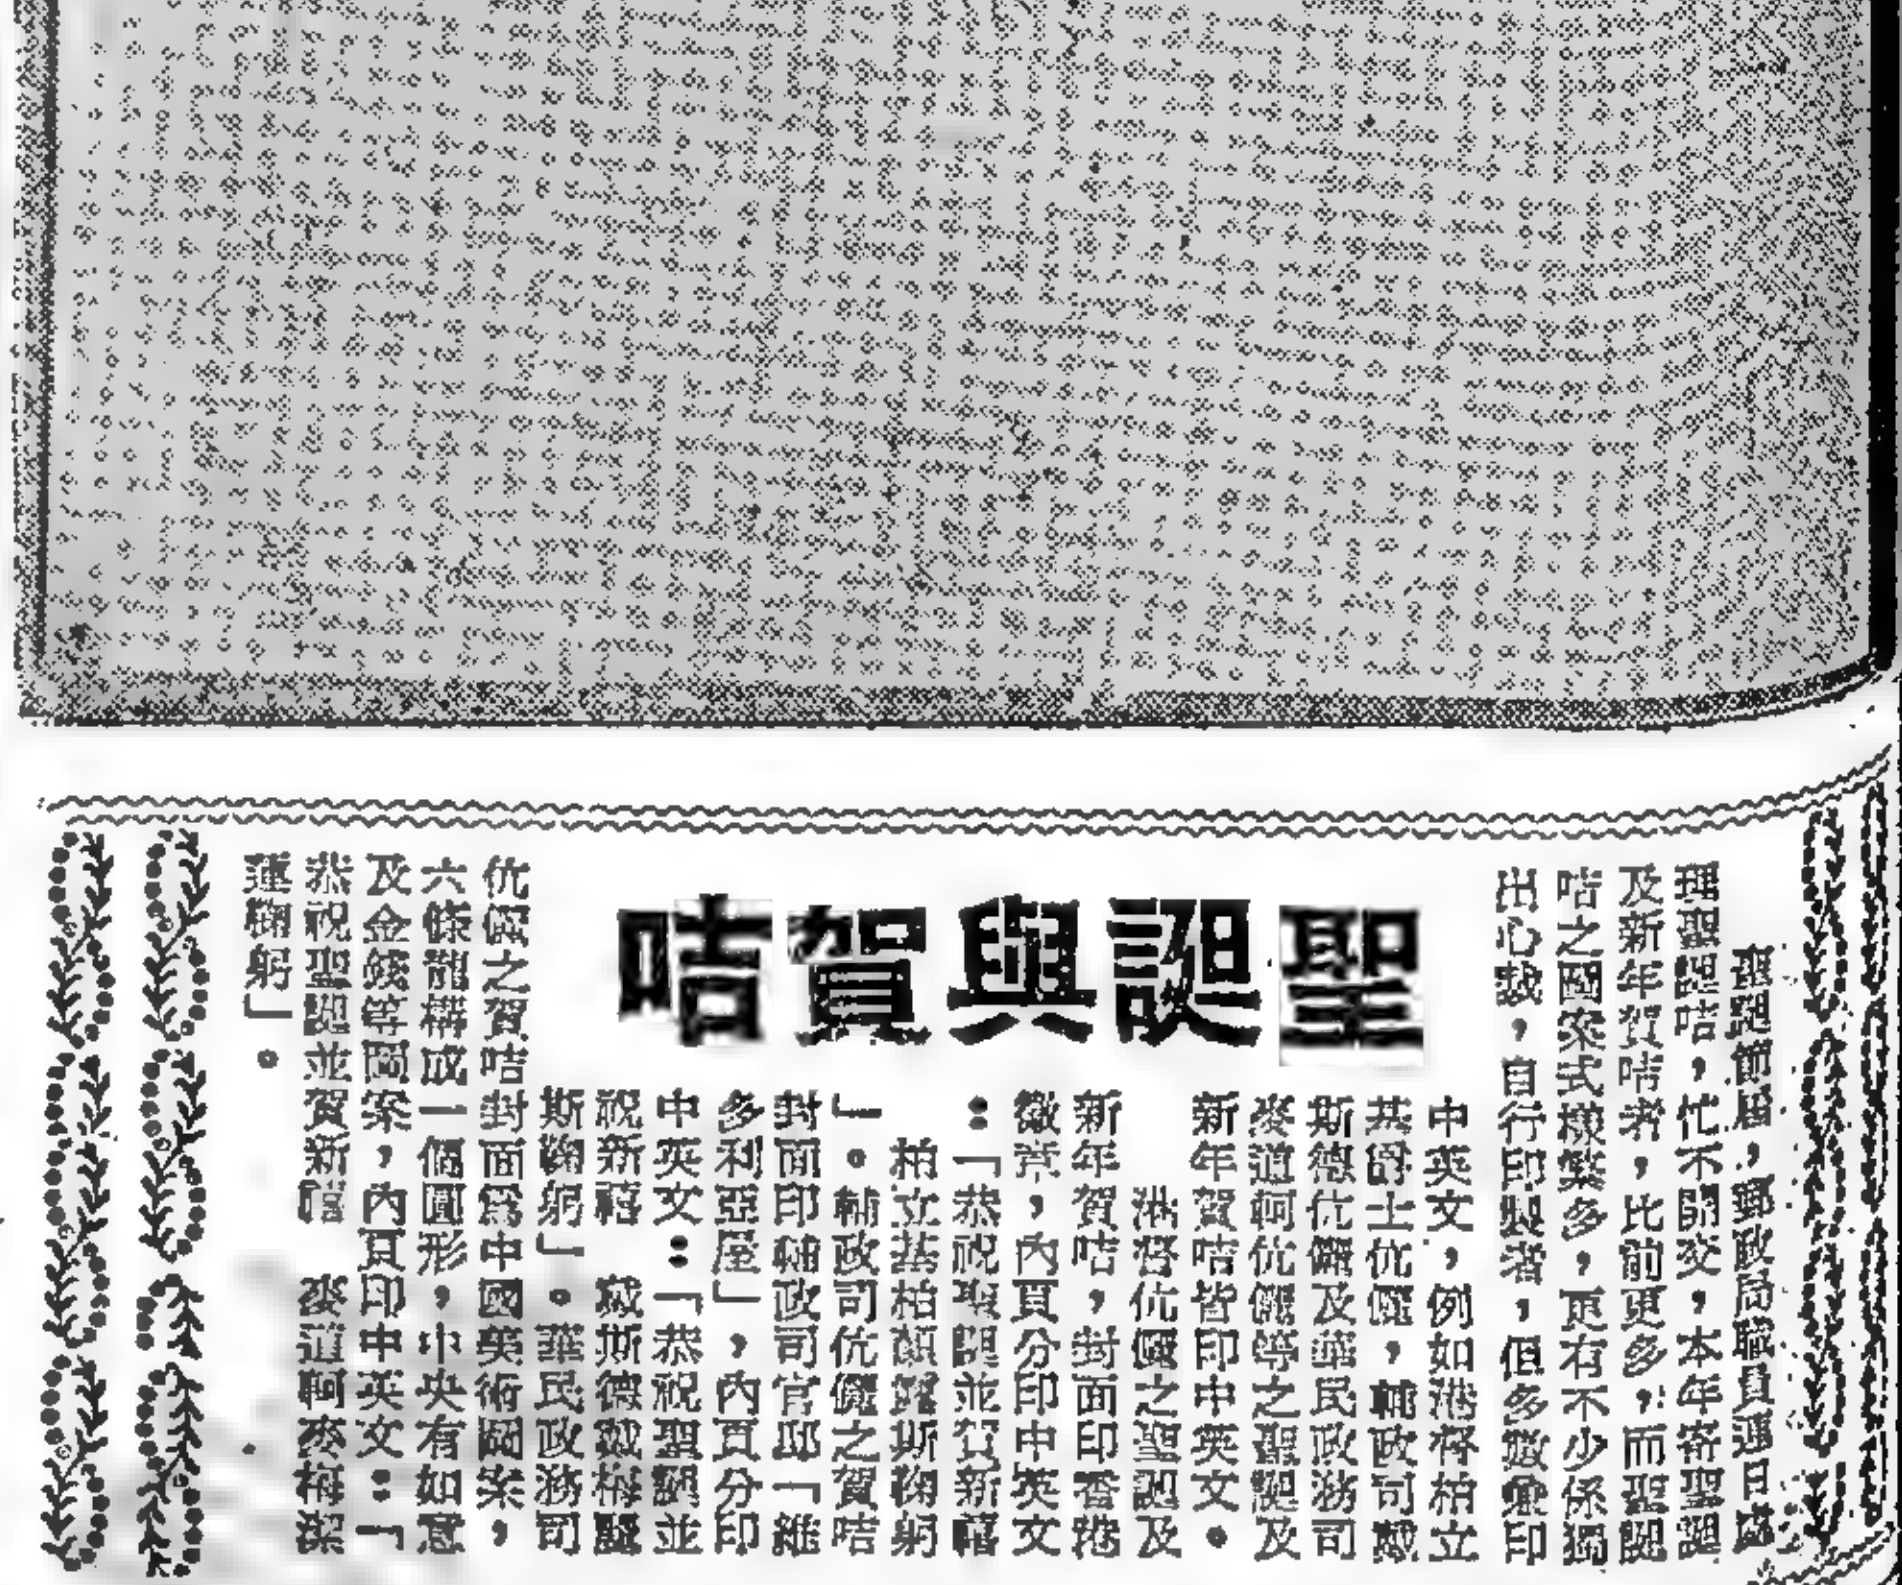 聖誕與賀咭
聖誕節屆，郵政局職員連日處
理聖誕咭，忙不開交，本年寄聖誕
及新年賀咭者，比前更多，而聖誕
咭之圖案式樣繁多，更有不少係獨
出心裁，自行印製者，但多數兼印
中英文，例如港督柏立
基爵士伉儷，輔政司戴
斯德伉儷及華民政務司
麥道軻伉儷等之聖誕及
新年賀咭皆印中英文。
港督伉儷之聖誕及
新年賀咭，封面印香港
徽章，內頁分印中英文
：「恭祝聖誕並賀新禧
柏立基柏顏露斯鞠躬
」。輔政司伉儷之賀咭
封面印輔政司官邸「維
多利亞屋」，內頁分印
中英文：「恭祝聖誕並
祝新禧　戴斯德戴梅
斯鞠躬」。華民政務司
伉儷之賀咭封面為中國美術圖案，
六條龍構成一個圓形，中央有如意
及金錢等圖案，內頁印中英文：「
恭祝聖誕並賀新禧　麥道軻麥梅潔
蓮鞠躬」。